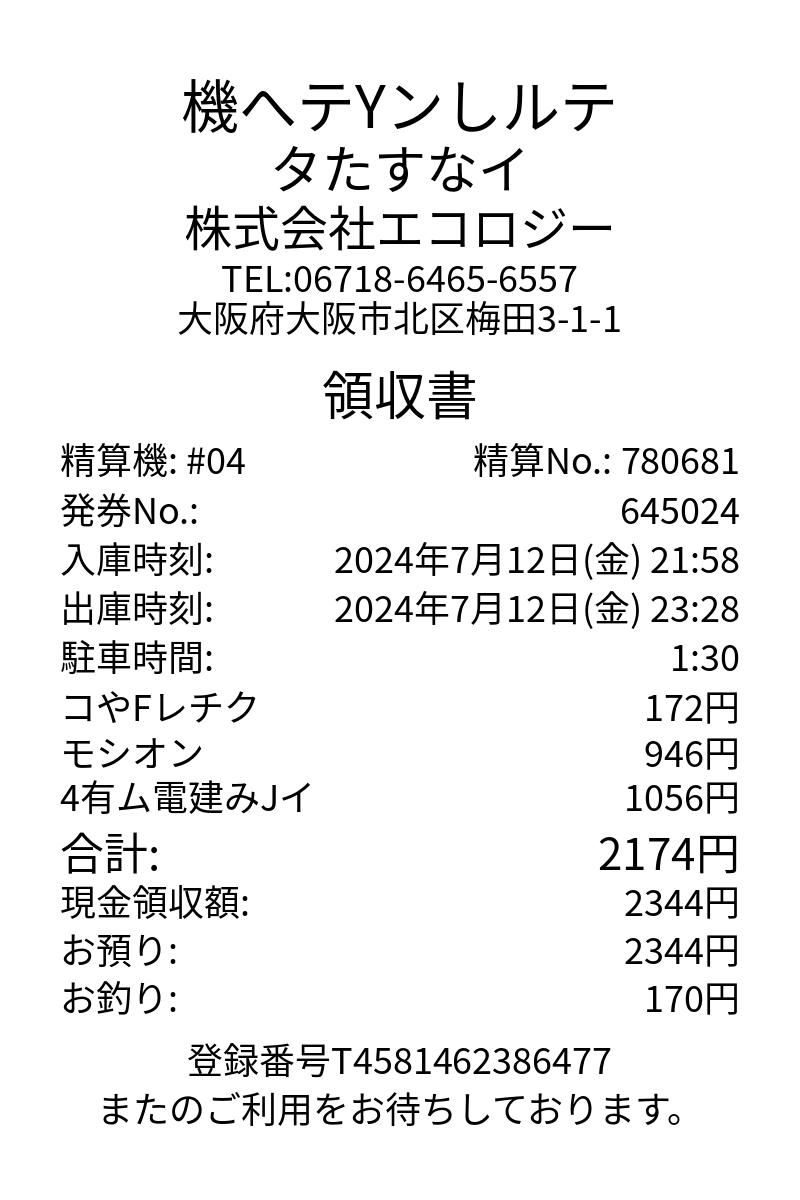 機へテYンしルテ
タたすなイ
株式会社エコロジー
TEL:06718-6465-6557
大阪府大阪市北区梅田3-1-1
領収書
精算機: #04 精算No.: 780681
発券No.: 645024
入庫時刻: 2024年7月12日(金) 21:58
出庫時刻: 2024年7月12日(金) 23:28
駐車時間: 1:30
コやFレチク 172円
モシオン 946円
4有ム電建みJイ 1056円
合計: 2174円
現金領収額: 2344円
お預り: 2344円
お釣り: 170円
登録番号T4581462386477
またのご利用をお待ちしております。